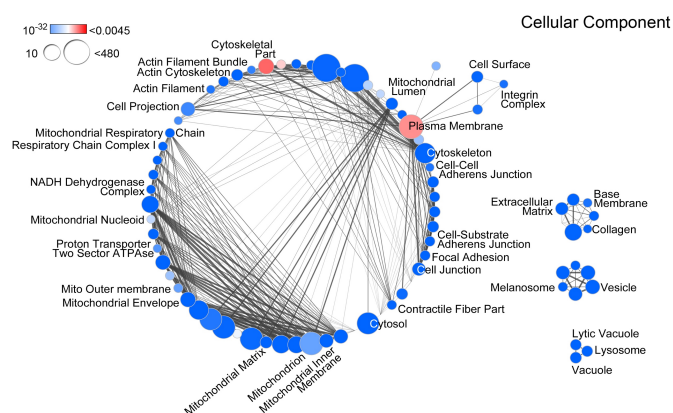 Cellular Component
10-32 <0.0045
10 <480
Cytoskeletal
Part
Actin Filament Bundle
Actin Cytoskeleton
Actin Filament
Cell Projection
Mitochondrial Respiratory Chain
Respiratory Chain Complex I
NADH Dehydrogenase
Complex
Mitochondrial Nucleoid
Proton Transporter
Two Sector ATPAse
Mito Outer membrane
Mitochondrial Envelope
Mitochondrial Matrix
Mitochondrion
Mitochondrial Inner
Membrane
Cytosol
Contractile Fiber Part
Cell Junction
Focal Adhesion
Cell-Substrate
Adherens Junction
Cell-Cell
Adherens Junction
Cytoskeleton
Plasma Membrane
Mitochondrial
Lumen
Cell Surface
Integrin
Complex
Extracellular
Matrix
Base
Membrane
Collagen
Melanosome
Vesicle
Lytic Vacuole
Lysosome
Vacuole